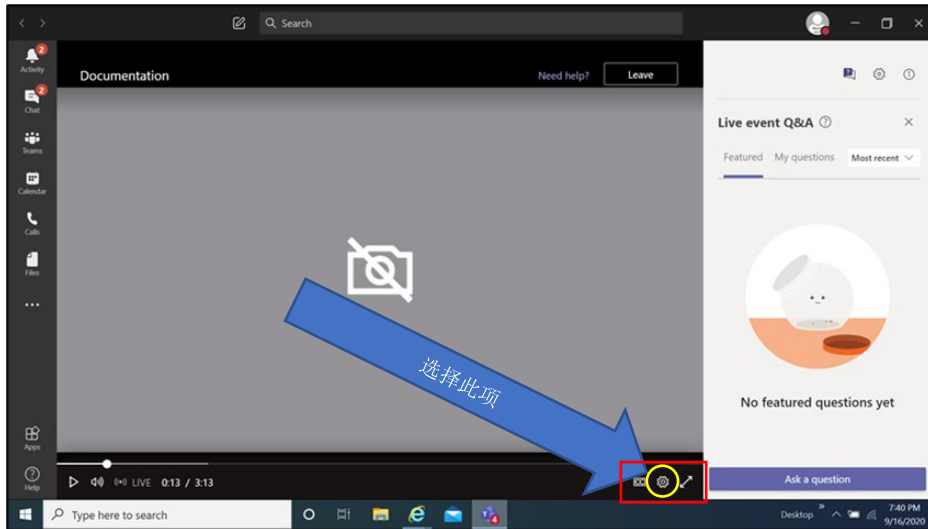 Search
Activity
2
Chat
2
Teams
Calendar
Calls
Files
Apps
Help
Documentation
Need help?
Leave
选择此项
LIVE 0:13 / 3:13
Live event Q&A
Featured
My questions
Most recent
No featured questions yet
Ask a question
Type here to search
Desktop
7:40 PM
9/16/2020